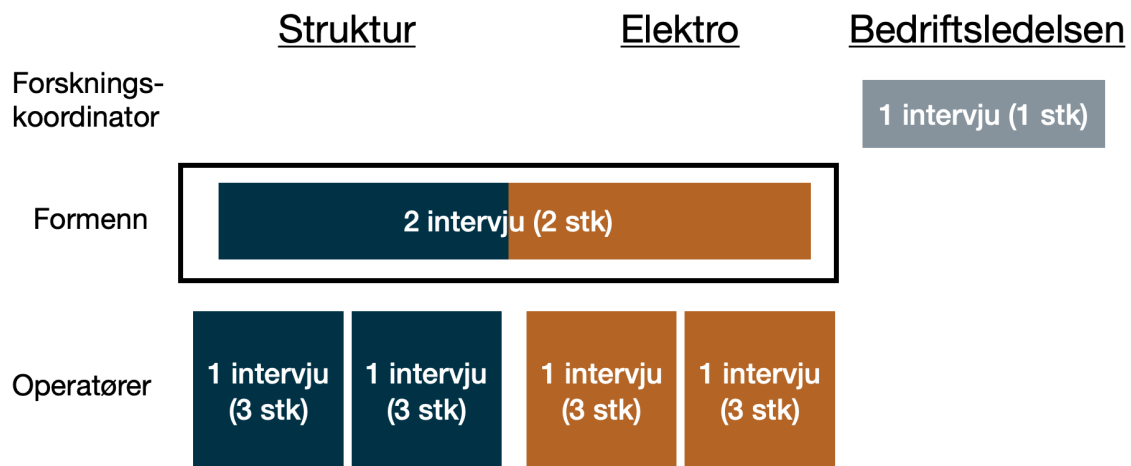 Struktur
Elektro
Bedriftsledelsen
Forsknings-
koordinator
1 intervju (1 stk)
Formenn
2 intervju (2 stk)
Operatører
1 intervju
(3 stk)
1 intervju
(3 stk)
1 intervju
(3 stk)
1 intervju
(3 stk)